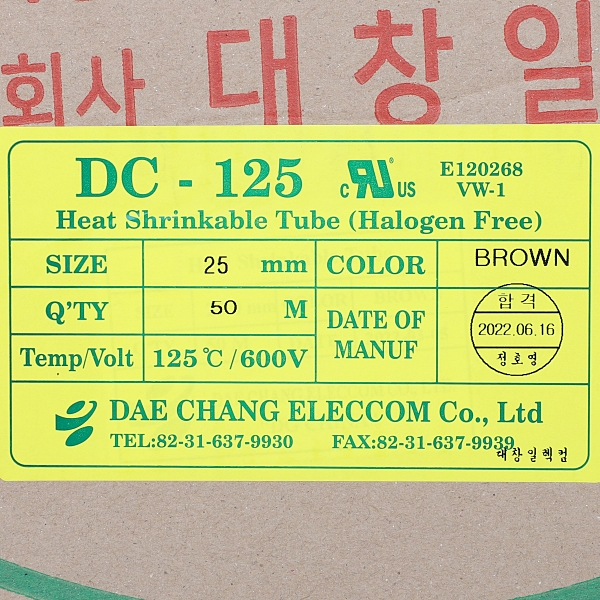 회사 대창일
DC - 125 c RU US E120268
VW-1
Heat Shrinkable Tube (Halogen Free)
SIZE 25 mm COLOR BROWN
Q'TY 50 M DATE OF MANUF 합격
2022.06.16
정호영
Temp/Volt 125℃/600V
DAE CHANG ELECCOM Co., Ltd
TEL:82-31-637-9930 FAX:82-31-637-9939
대창일렉컴